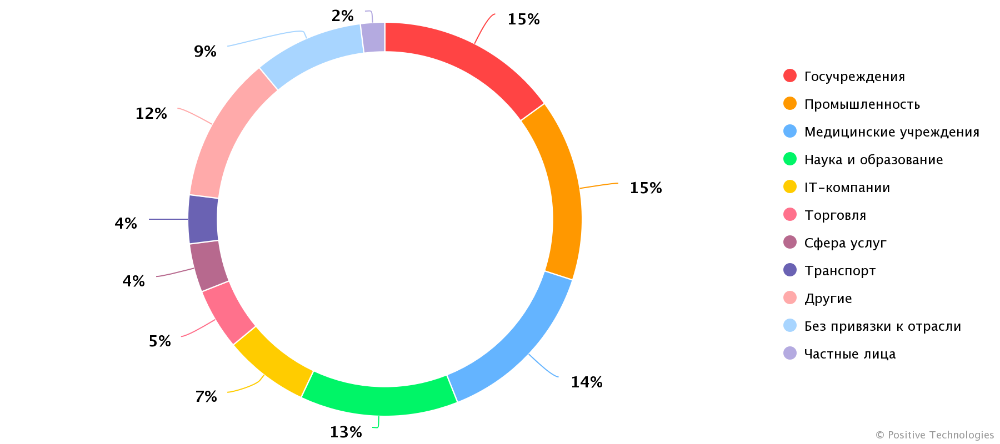 2%
15%
9%
12%
15%
4%
4%
5%
14%
7%
13%
Госучреждения
Промышленность
Медицинские учреждения
Наука и образование
IT-компании
Торговля
Сфера услуг
Транспорт
Другие
Без привязки к отрасли
Частные лица
© Positive Technologies